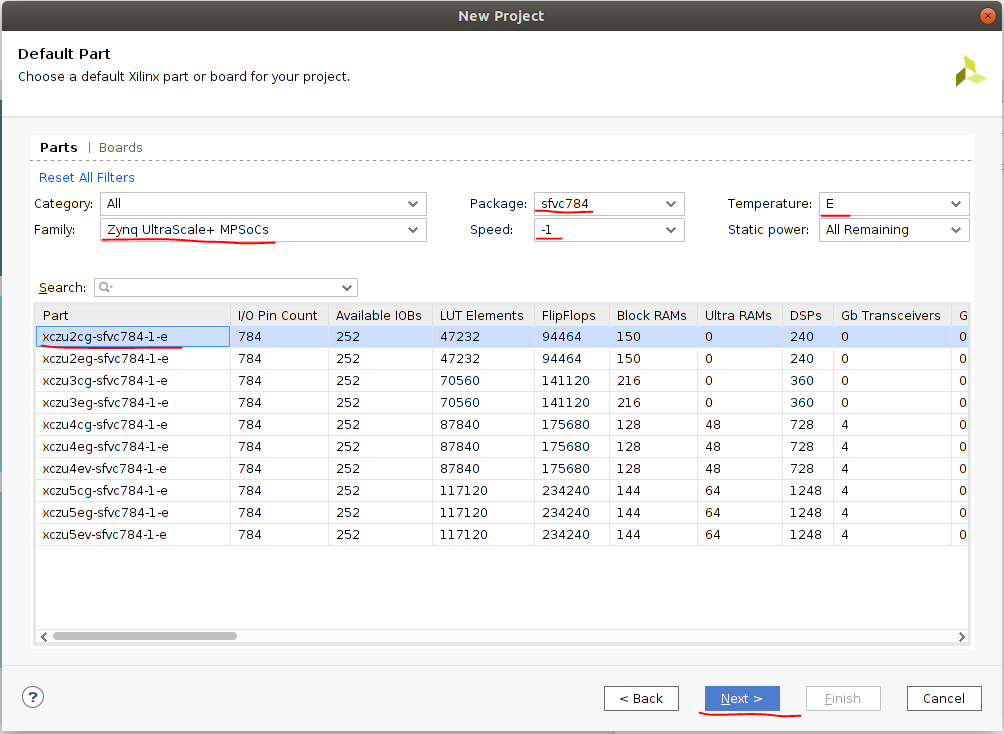 New Project
Default Part
Choose a default Xilinx part or board for your project.
Parts | Boards
Reset All Filters
Category: All Package: sfvc784 Temperature: E
Family: Zynq UltraScale+ MPSoCs Speed: -1 Static power: All Remaining
Search:
Part I/O Pin Count Available IOBs LUT Elements FlipFlops Block RAMs Ultra RAMs DSPs Gb Transceivers G
xczu2cg-sfvc784-1-e 784 252 47232 94464 150 0 240 0 0
xczu2eg-sfvc784-1-e 784 252 47232 94464 150 0 240 0 0
xczu3cg-sfvc784-1-e 784 252 70560 141120 216 0 360 0 0
xczu3eg-sfvc784-1-e 784 252 70560 141120 216 0 360 0 0
xczu4cg-sfvc784-1-e 784 252 87840 175680 128 48 728 4 0
xczu4eg-sfvc784-1-e 784 252 87840 175680 128 48 728 4 0
xczu4ev-sfvc784-1-e 784 252 87840 175680 128 48 728 4 0
xczu5cg-sfvc784-1-e 784 252 117120 234240 144 64 1248 4 0
xczu5eg-sfvc784-1-e 784 252 117120 234240 144 64 1248 4 0
xczu5ev-sfvc784-1-e 784 252 117120 234240 144 64 1248 4 0
? < Back Next > Finish Cancel